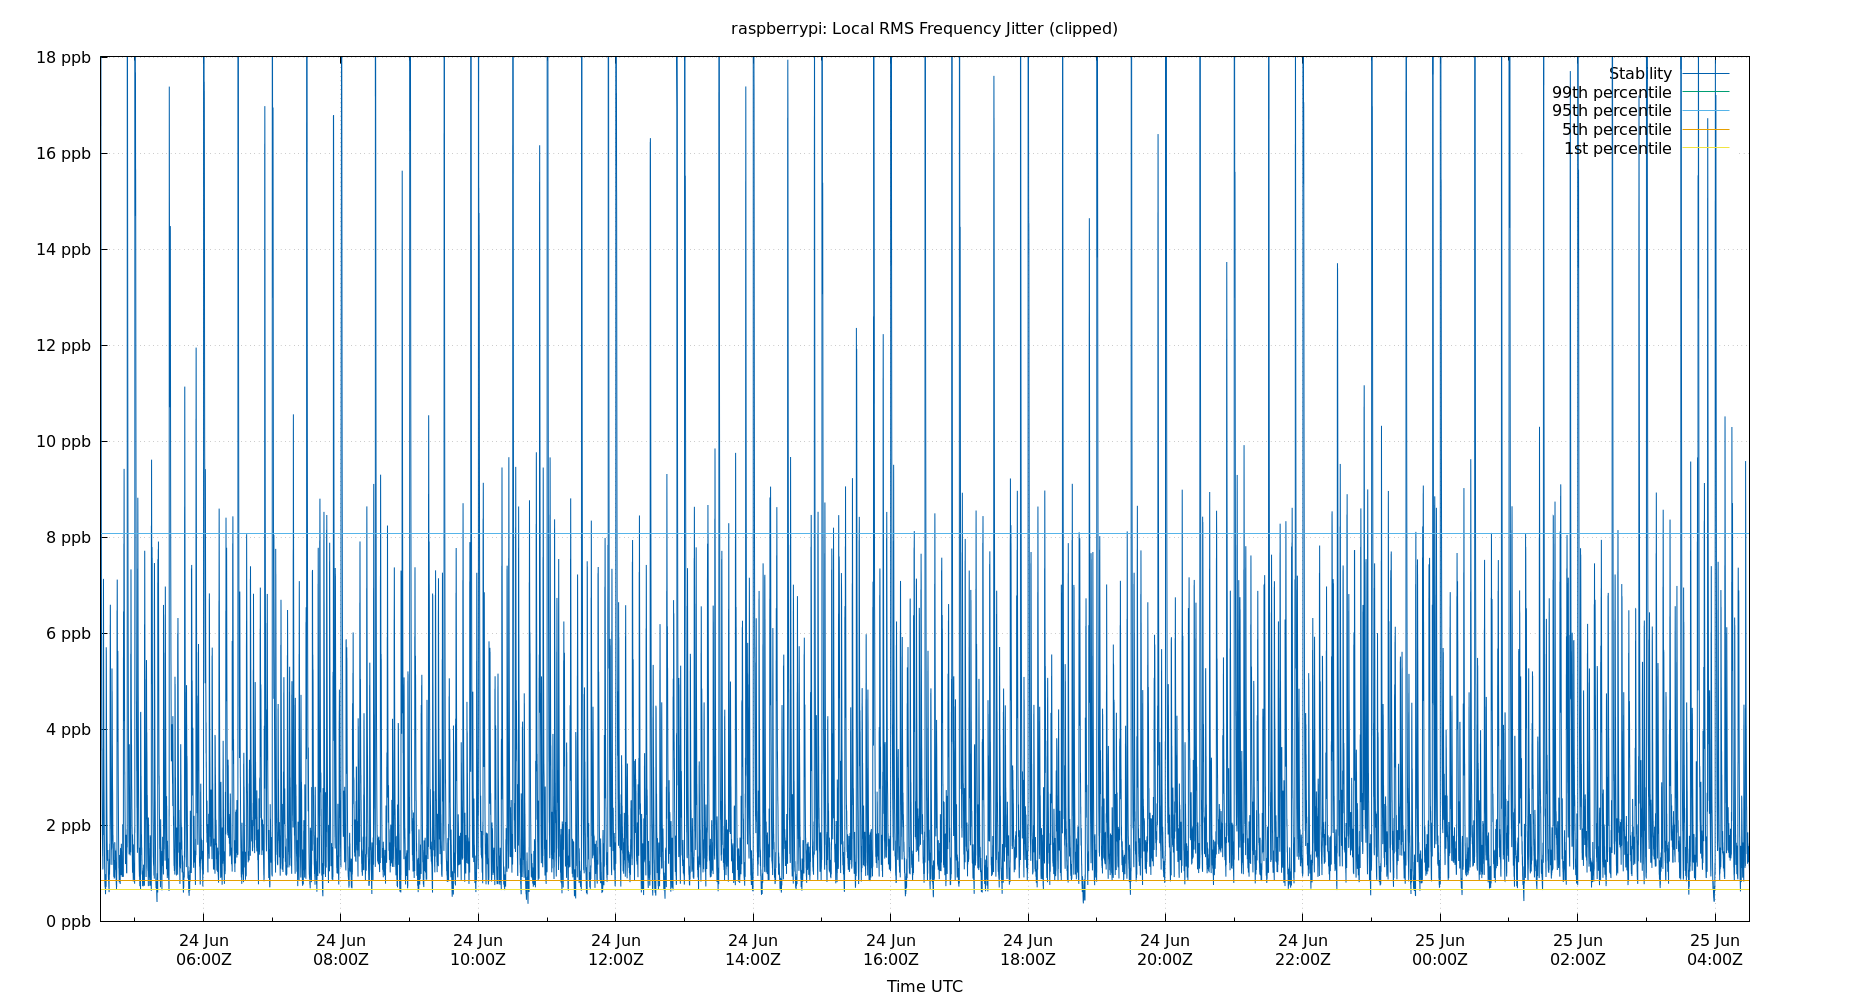 raspberrypi: Local RMS Frequency Jitter (clipped)
18 ppb
16 ppb
14 ppb
12 ppb
10 ppb
8 ppb
6 ppb
4 ppb
2 ppb
0 ppb
Stability
99th percentile
95th percentile
5th percentile
1st percentile
24 Jun 24 Jun 24 Jun 24 Jun 24 Jun 24 Jun 24 Jun 24 Jun 24 Jun 25 Jun 25 Jun 25 Jun
06:00Z 08:00Z 10:00Z 12:00Z 14:00Z 16:00Z 18:00Z 20:00Z 22:00Z 00:00Z 02:00Z 04:00Z
Time UTC